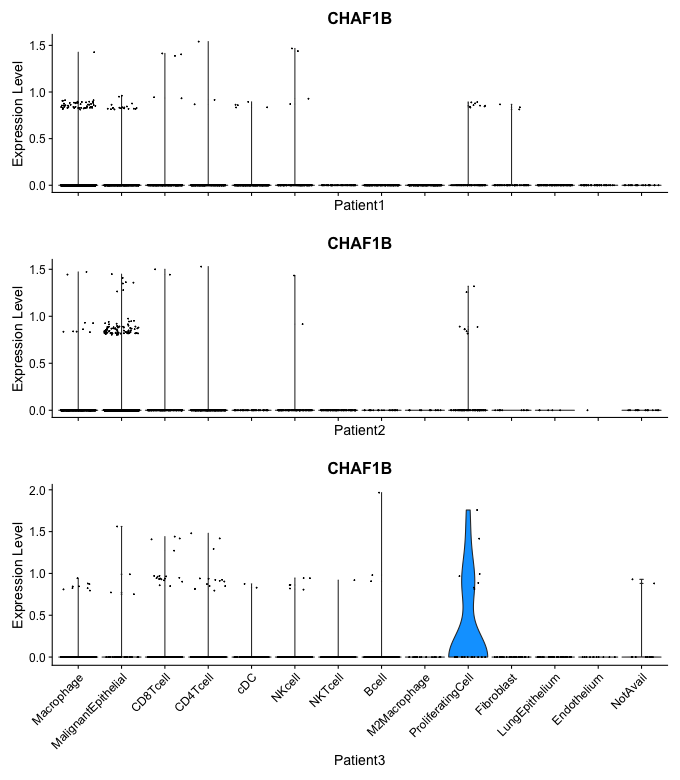 CHAF1B
Expression Level
1.5
1.0
0.5
0.0
Patient1
CHAF1B
Expression Level
1.5
1.0
0.5
0.0
Patient2
CHAF1B
Expression Level
2.0
1.5
1.0
0.5
0.0
Macrophage
MalignantEpithelial
CD8Tcell
CD4Tcell
cDC
NKcell
NKTcell
Bcell
M2Macrophage
ProliferatingCell
Fibroblast
LungEpithelium
Endothelium
NotAvail
Patient3